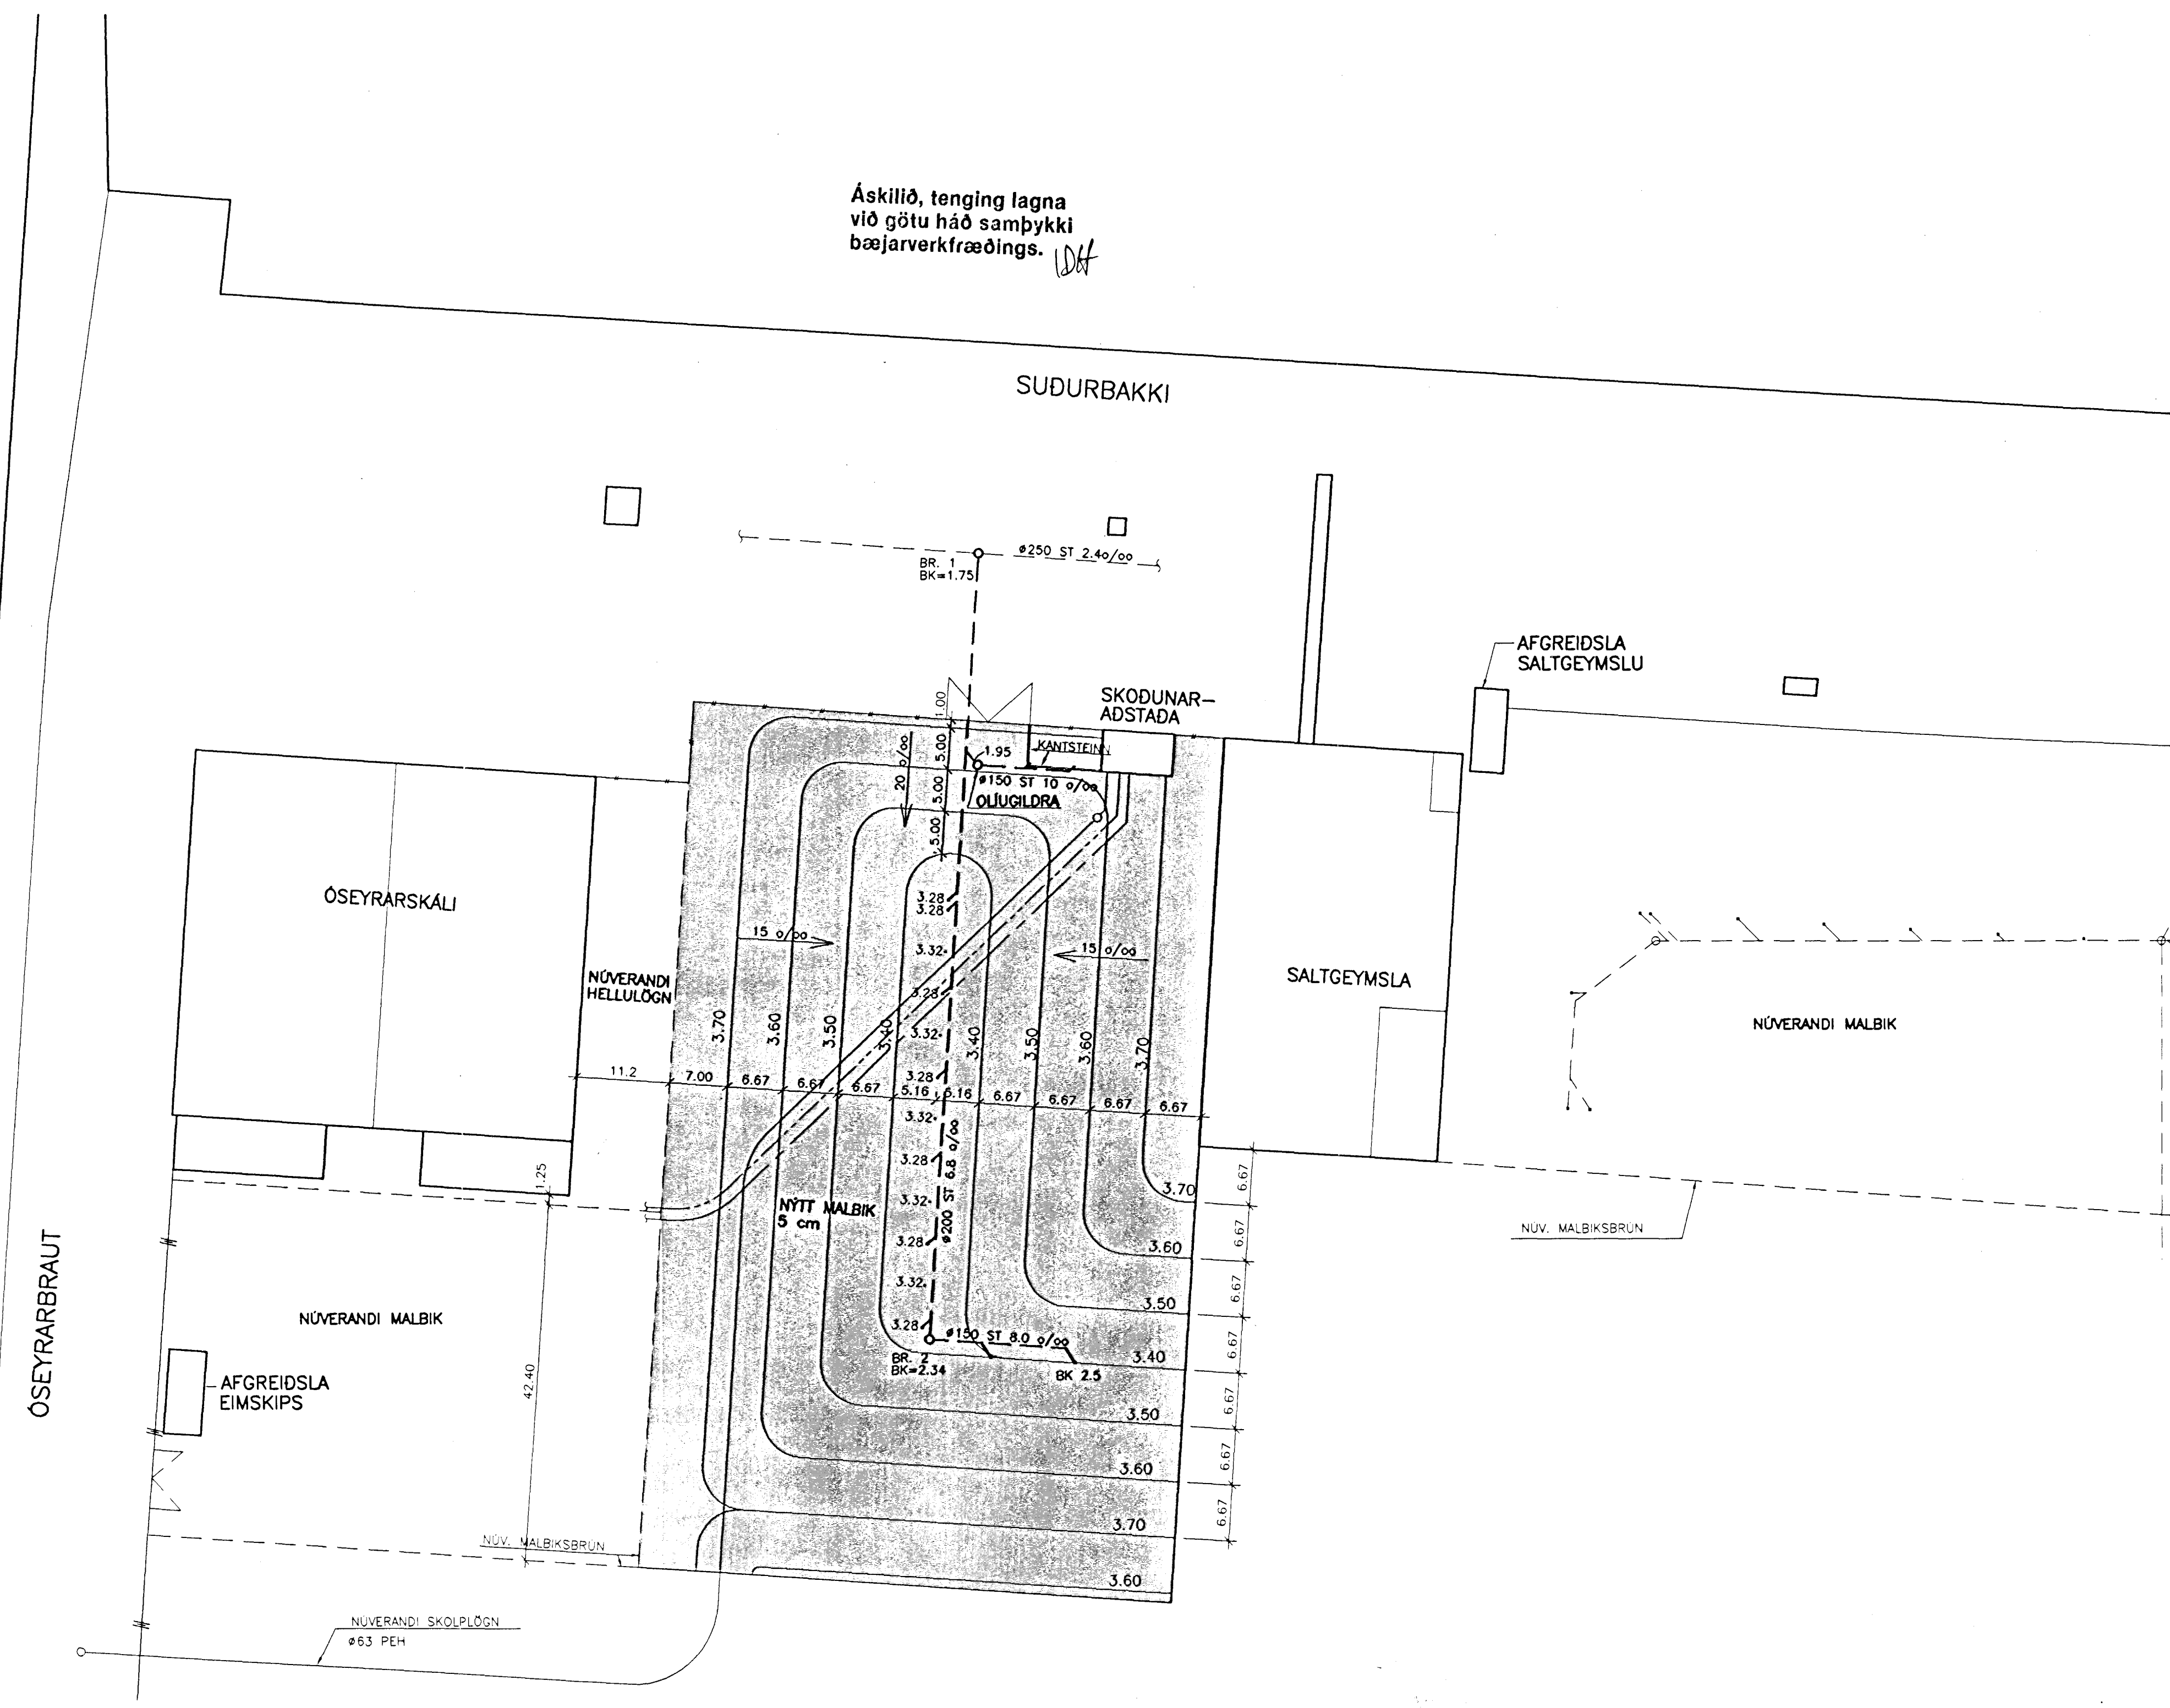 Áskilið, tenging lagna
við götu háð samþykki
bæjarverkfræðings.
SUÐURBAKKI
ø250 ST 2.4o/oo
BR. 1
BK=1.75
AFGREIÐSLA
SALTGEYMSLU
SKOÐUNAR-
AÐSTAÐA
1.00
5.00
20 o/oo
1.95
KANTSTEINN
ø150 ST 10 o/oo
OLÍUGILDRA
5.00
5.00
ÓSEYRARSKÁLI
3.28
3.28
15 o/oo
3.32
15 o/oo
NÚVERANDI
HELLULÖGN
SALTGEYMSLA
3.28
NÚVERANDI MALBIK
3.70
3.60
3.50
3.40
3.32
3.40
3.50
3.60
3.70
11.2
7.00
6.67
6.67
6.67
3.28
5.16
5.16
6.67
6.67
6.67
6.67
3.32
ø200 ST 6.8 o/oo
3.28
1.25
3.70
6.67
NÝTT MALBIK
5 cm
3.32
3.28
3.60
6.67
NÚV. MALBIKSBRÚN
ÓSEYRARBRAUT
NÚVERANDI MALBIK
3.32
3.50
6.67
3.28
ø150 ST 8.0 o/oo
BR. 2
BK=2.34
BK 2.5
3.40
6.67
AFGREIÐSLA
EIMSKIPS
42.40
3.50
6.67
3.60
6.67
3.70
6.67
NÚV. MALBIKSBRÚN
3.60
NÚVERANDI SKOLPLÖGN
ø63 PEH